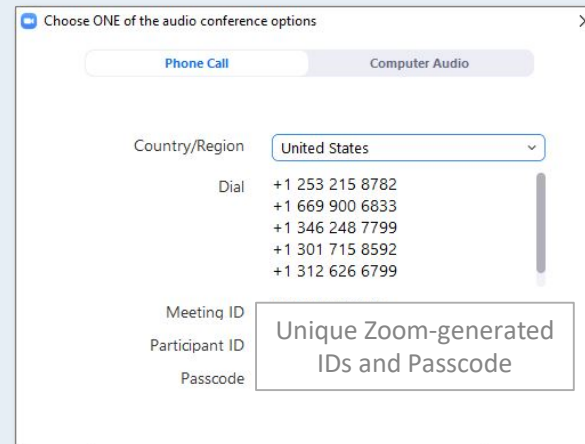 Choose ONE of the audio conference options
Phone Call Computer Audio
Country/Region United States
Dial +1 253 215 8782
+1 669 900 6833
+1 346 248 7799
+1 301 715 8592
+1 312 626 6799
Meeting ID
Participant ID
Passcode
Unique Zoom-generated
IDs and Passcode